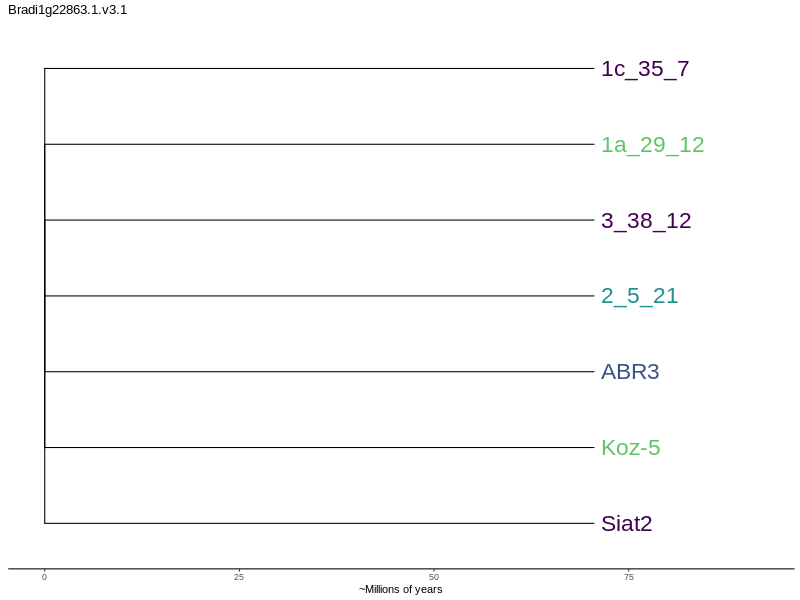 Bradi1g22863.1.v3.1
1c_35_7
1a_29_12
3_38_12
2_5_21
ABR3
Koz-5
Siat2
0 25 50 75
~Millions of years